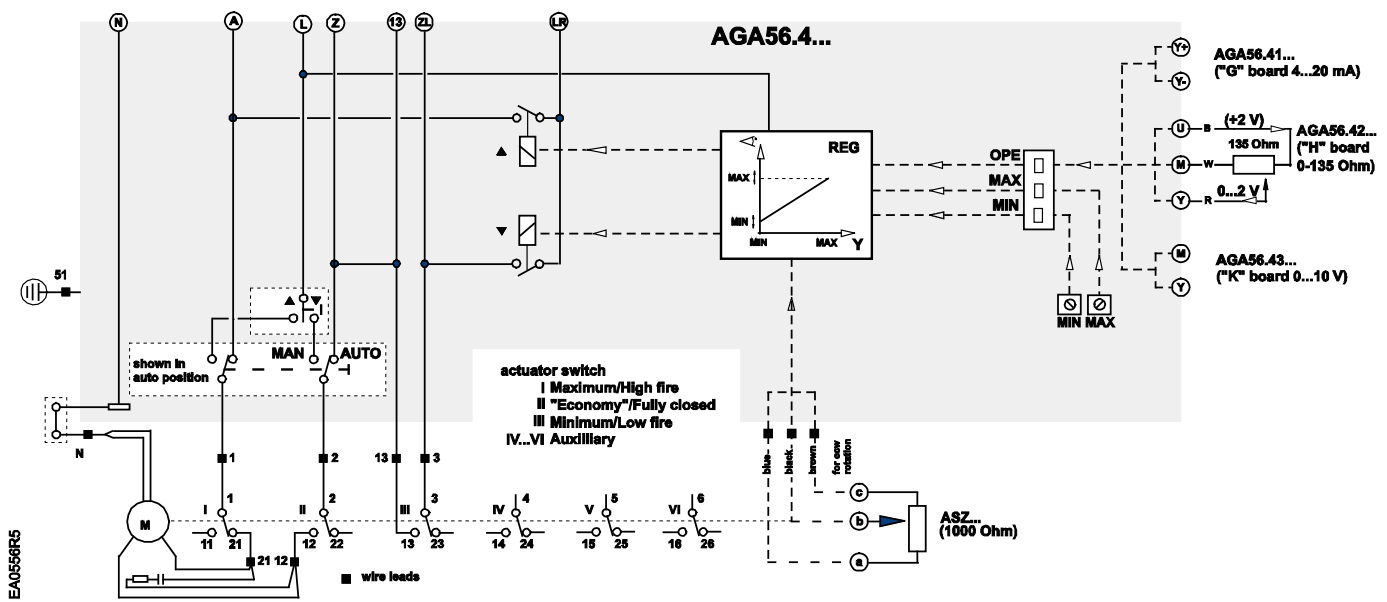 N A L Z 13 ZL LR
AGA56.4...
Y+
Y-
AGA56.41...
("G" board 4...20 mA)
U B (+2 V)
135 Ohm
M W
0...2 V
Y R
AGA56.42...
("H" board
0-135 Ohm)
REG
MAX
MIN
MIN MAX Y
OPE
MAX
MIN
M
Y
AGA56.43...
("K" board 0...10 V)
MIN MAX
51
▲ ▼
▲
▼
MAN AUTO
shown in
auto position
actuator switch
I Maximum/High fire
II "Economy"/Fully closed
III Minimum/Low fire
IV...VI Auxilliary
N
1 2 13 3
blue
black
brown
for ccw
rotation
1 2 3 4 5 6
I II III IV V VI
11 21 12 22 13 23 14 24 15 25 16 26
M
21 12
c
b
a
ASZ...
(1000 Ohm)
■ wire leads
EA0556R5